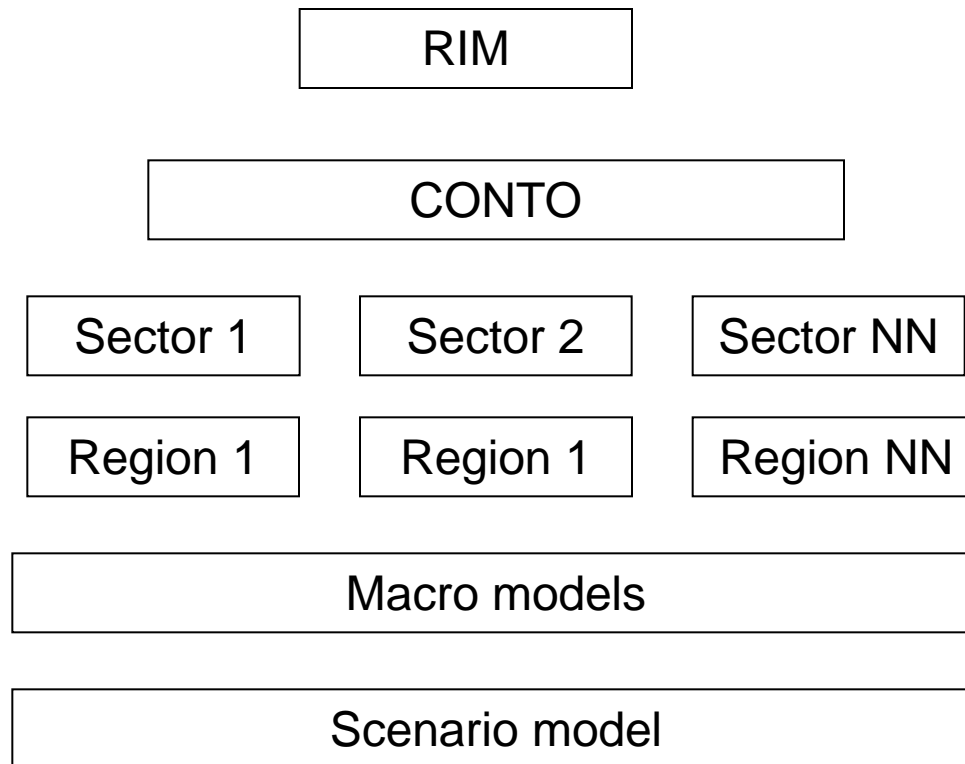 RIM
CONTO
Sector 1 Sector 2 Sector NN
Region 1 Region 1 Region NN
Macro models
Scenario model